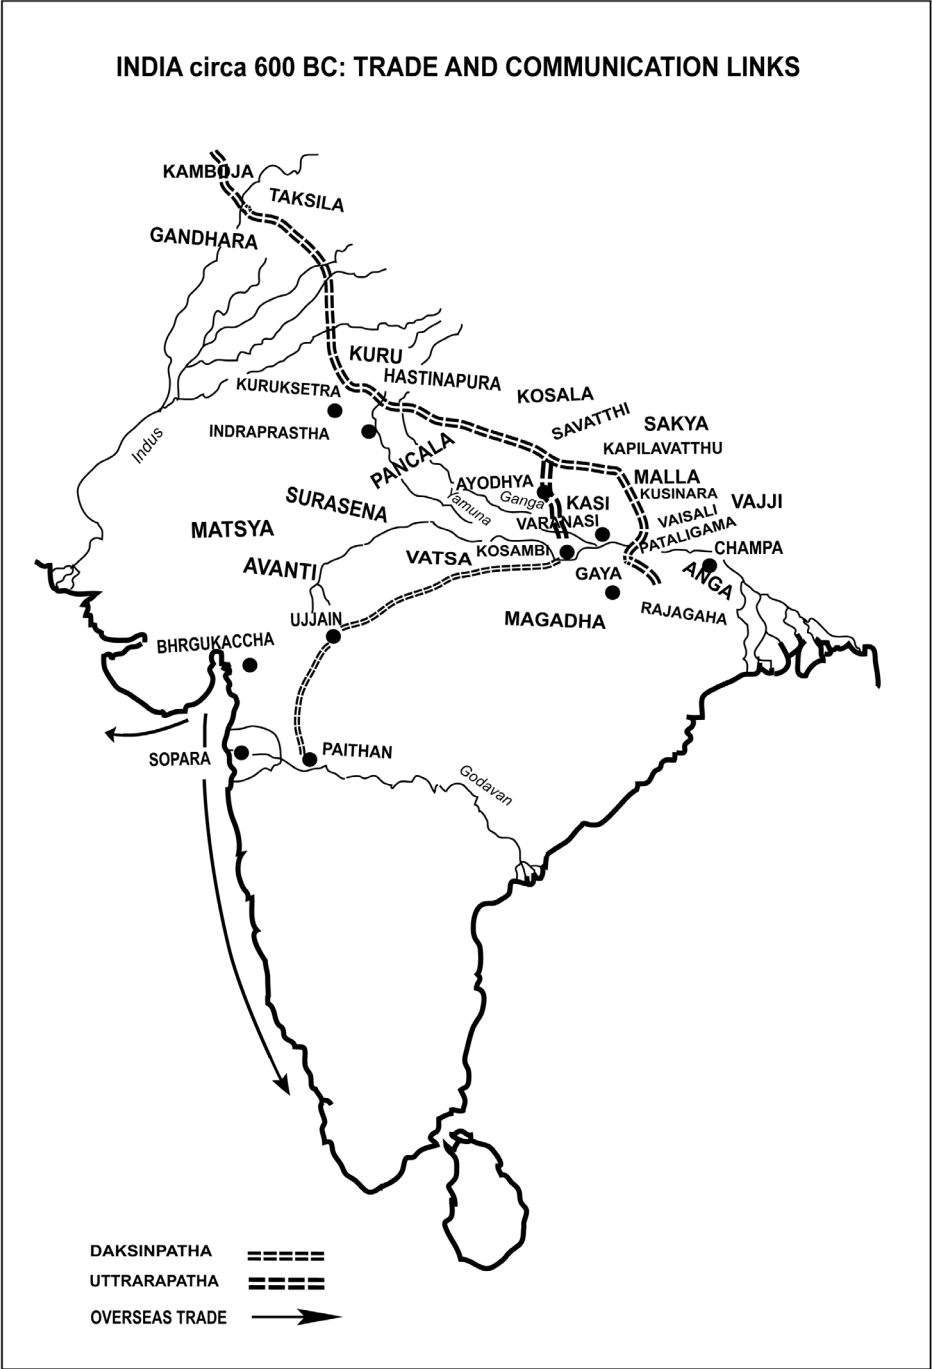 INDIA circa 600 BC: TRADE AND COMMUNICATION LINKS
KAMBOJA
TAKSILA
GANDHARA
KURU
HASTINAPURA
KURUKSETRA
KOSALA
INDRAPRASTHA
SAVATTHI
SAKYA
Indus
PANCALA
KAPILAVATTHU
MALLA
AYODHYA
KUSINARA
SURASENA
Yamuna
Ganga
KASI
VAJJI
MATSYA
VARANASI
VAISALI
PATALIGAMA
AVANTI
VATSA
KOSAMBI
CHAMPA
GAYA
ANGA
UJJAIN
MAGADHA
RAJAGAHA
BHRGUKACCHA
SOPARA
PAITHAN
Godavan
DAKSINPATHA
UTTRARAPATHA
OVERSEAS TRADE